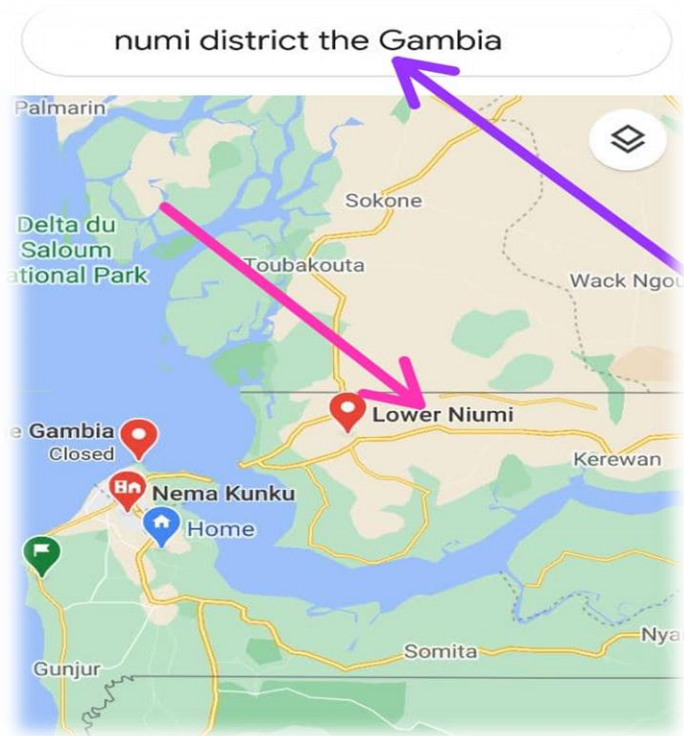 numi district the Gambia
Palmarin
Sokone
Delta du
Saloum
ational Park
Toubakouta
Wack Ngou
Lower Niumi
e Gambia
Closed
Kerewan
Nema Kunku
Home
Somita
Nya
Gunjur